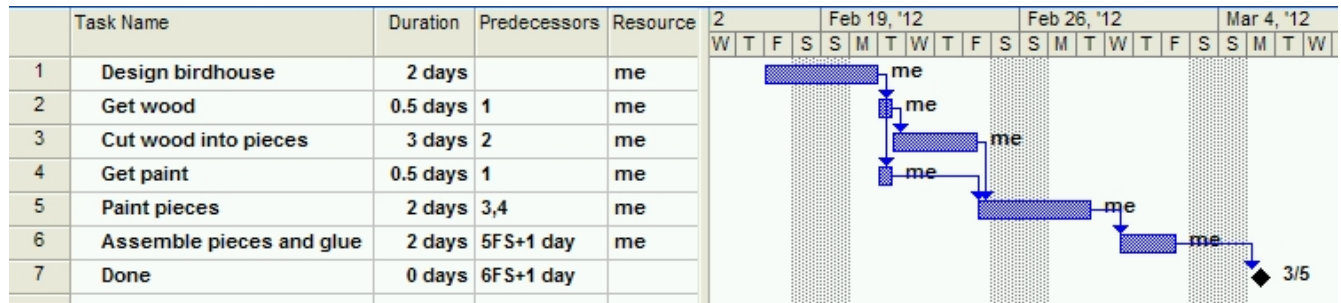 Task Name Duration Predecessors Resource 2 Feb 19, '12 Feb 26, '12 Mar 4, '12
W T F S S M T W T F S S M T W T F S S M T W
1 Design birdhouse 2 days me me
2 Get wood 0.5 days 1 me me
3 Cut wood into pieces 3 days 2 me me
4 Get paint 0.5 days 1 me me
5 Paint pieces 2 days 3,4 me me
6 Assemble pieces and glue 2 days 5FS+1 day me me
7 Done 0 days 6FS+1 day 3/5